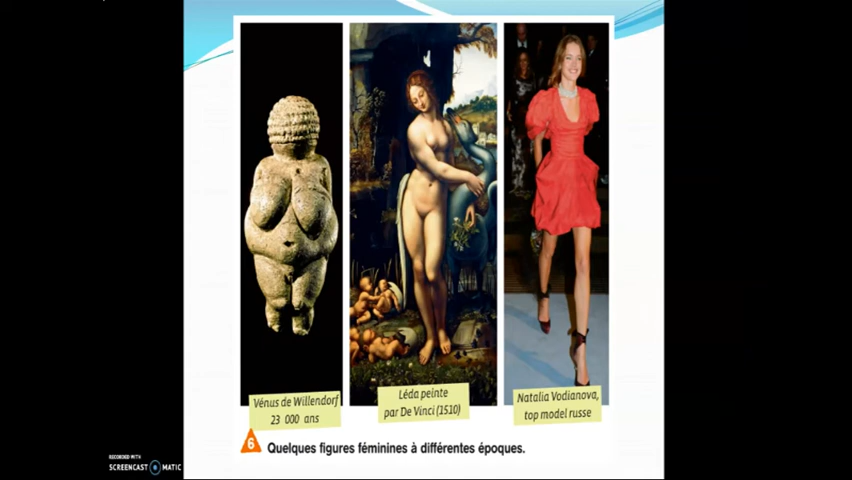 Vénus de Willendorf
23 000 ans
Léda peinte
par De Vinci (1510)
Natalia Vodianova,
top model russe
6 Quelques figures féminines à différentes époques.
RECORDED WITH
SCREENCAST MATIC